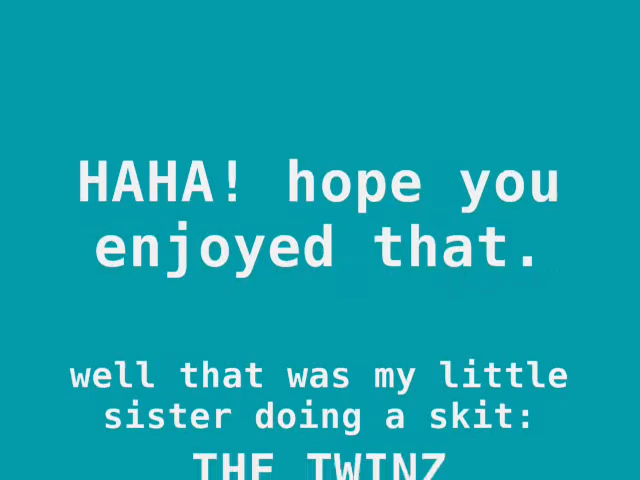 HAHA! hope you
enjoyed that.
well that was my little
sister doing a skit:
THE TWINZ